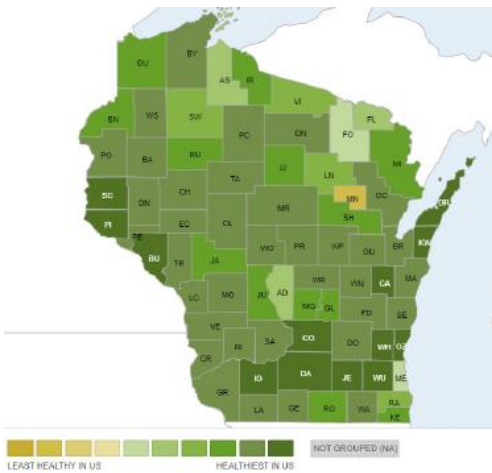 BY
DU
AS
IR
VI
BN
WS
SW
FL
PC
ON
FO
PO
BA
RU
LI
MI
TA
LN
OC
SC
CH
MN
DN
MR
SH
PI
EC
CL
DR
PE
KW
BU
JA
WO
PR
WP
BR
TR
OU
CA
MA
LC
MO
JU
AD
WR
WN
MQ
GL
FD
SE
VE
CO
RI
SA
DO
WH
OZ
CR
IO
DA
JE
WU
ME
GR
LA
GE
RO
WA
RA
KE
LEAST HEALTHY IN US
HEALTHIEST IN US
NOT GROUPED (NA)